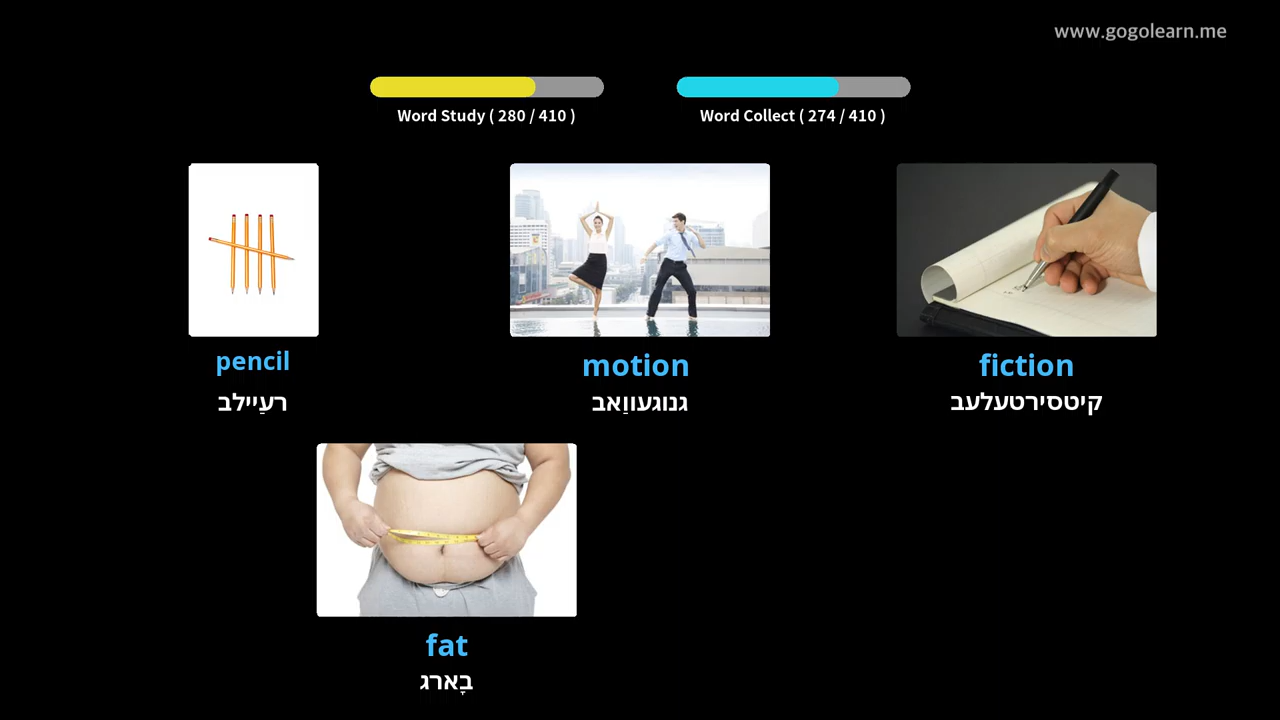 www.gogolearn.me
Word Study ( 280 / 410 )
Word Collect ( 274 / 410 )
pencil
רעַיילב
motion
גנוגעווַאב
fiction
קיטסירטעלעב
fat
בָארג